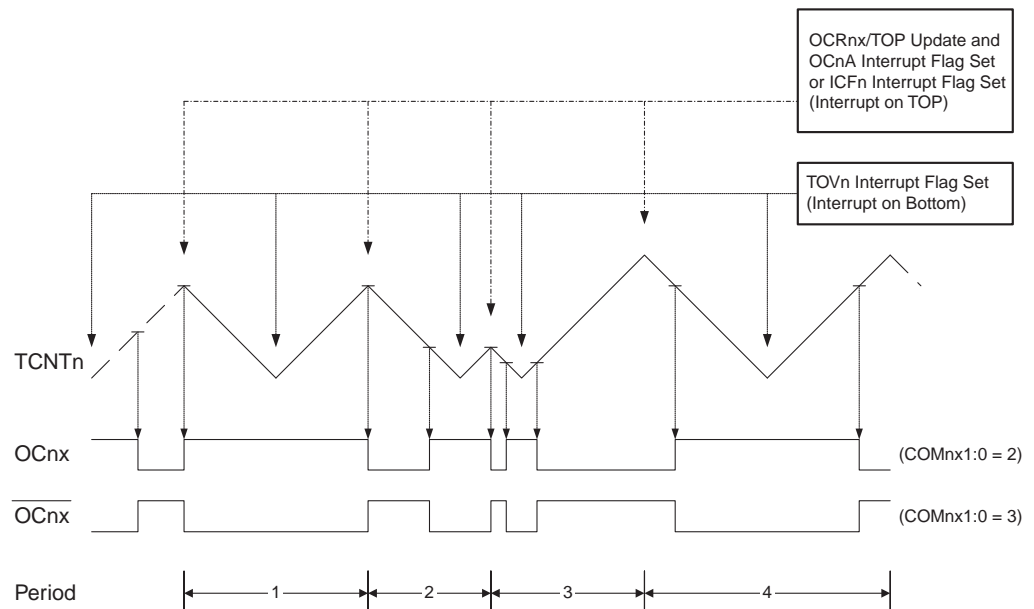 OCRnx/TOP Update and
OCnA Interrupt Flag Set
or ICFn Interrupt Flag Set
(Interrupt on TOP)
TOVn Interrupt Flag Set
(Interrupt on Bottom)
TCNTn
OCnx
(COMnx1:0 = 2)
OCnx
(COMnx1:0 = 3)
Period
1
2
3
4